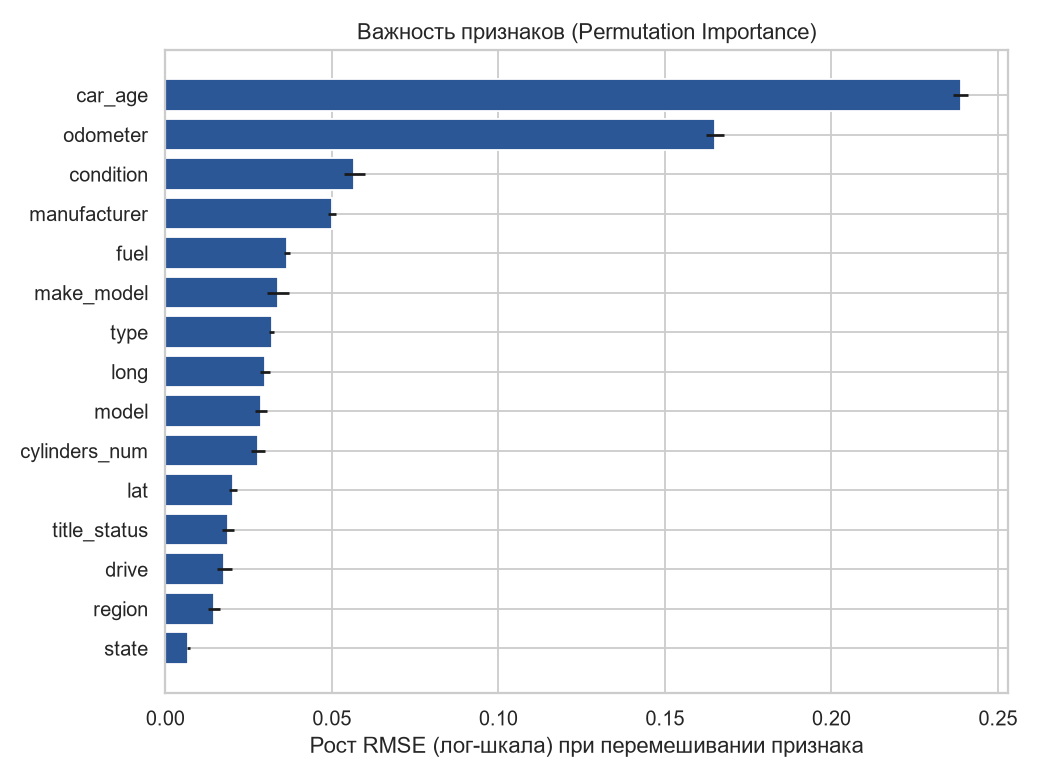 Важность признаков (Permutation Importance)
car_age
odometer
condition
manufacturer
fuel
make_model
type
long
model
cylinders_num
lat
title_status
drive
region
state
0.00 0.05 0.10 0.15 0.20 0.25
Рост RMSE (лог-шкала) при перемешивании признака